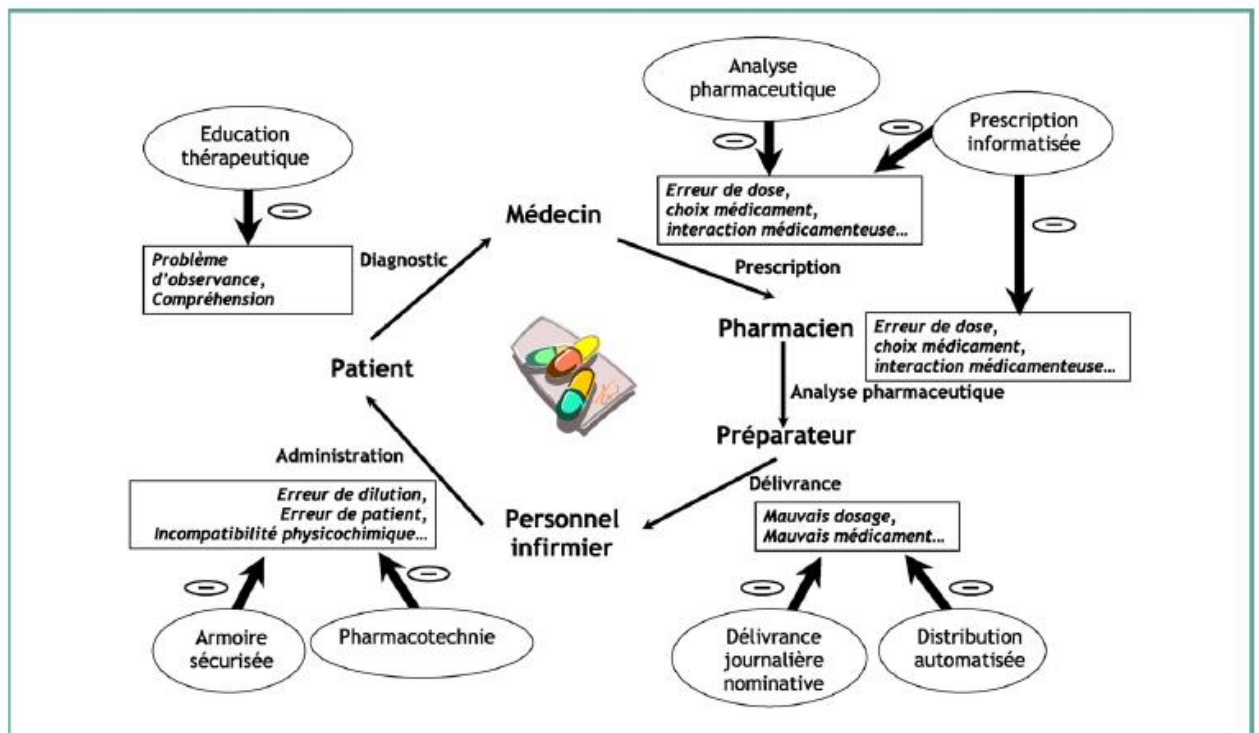 Analyse
pharmaceutique
Education
thérapeutique
Prescription
informatisée
Erreur de dose,
choix médicament,
interaction médicamenteuse…
Médecin
Problème
d'observance,
Compréhension
Diagnostic
Prescription
Pharmacien
Erreur de dose,
choix médicament,
interaction médicamenteuse…
Patient
Analyse pharmaceutique
Préparateur
Administration
Délivrance
Erreur de dilution,
Erreur de patient,
Incompatibilité physicochimique…
Personnel
infirmier
Mauvais dosage,
Mauvais médicament…
Armoire
sécurisée
Pharmacotechnie
Délivrance
journalière
nominative
Distribution
automatisée